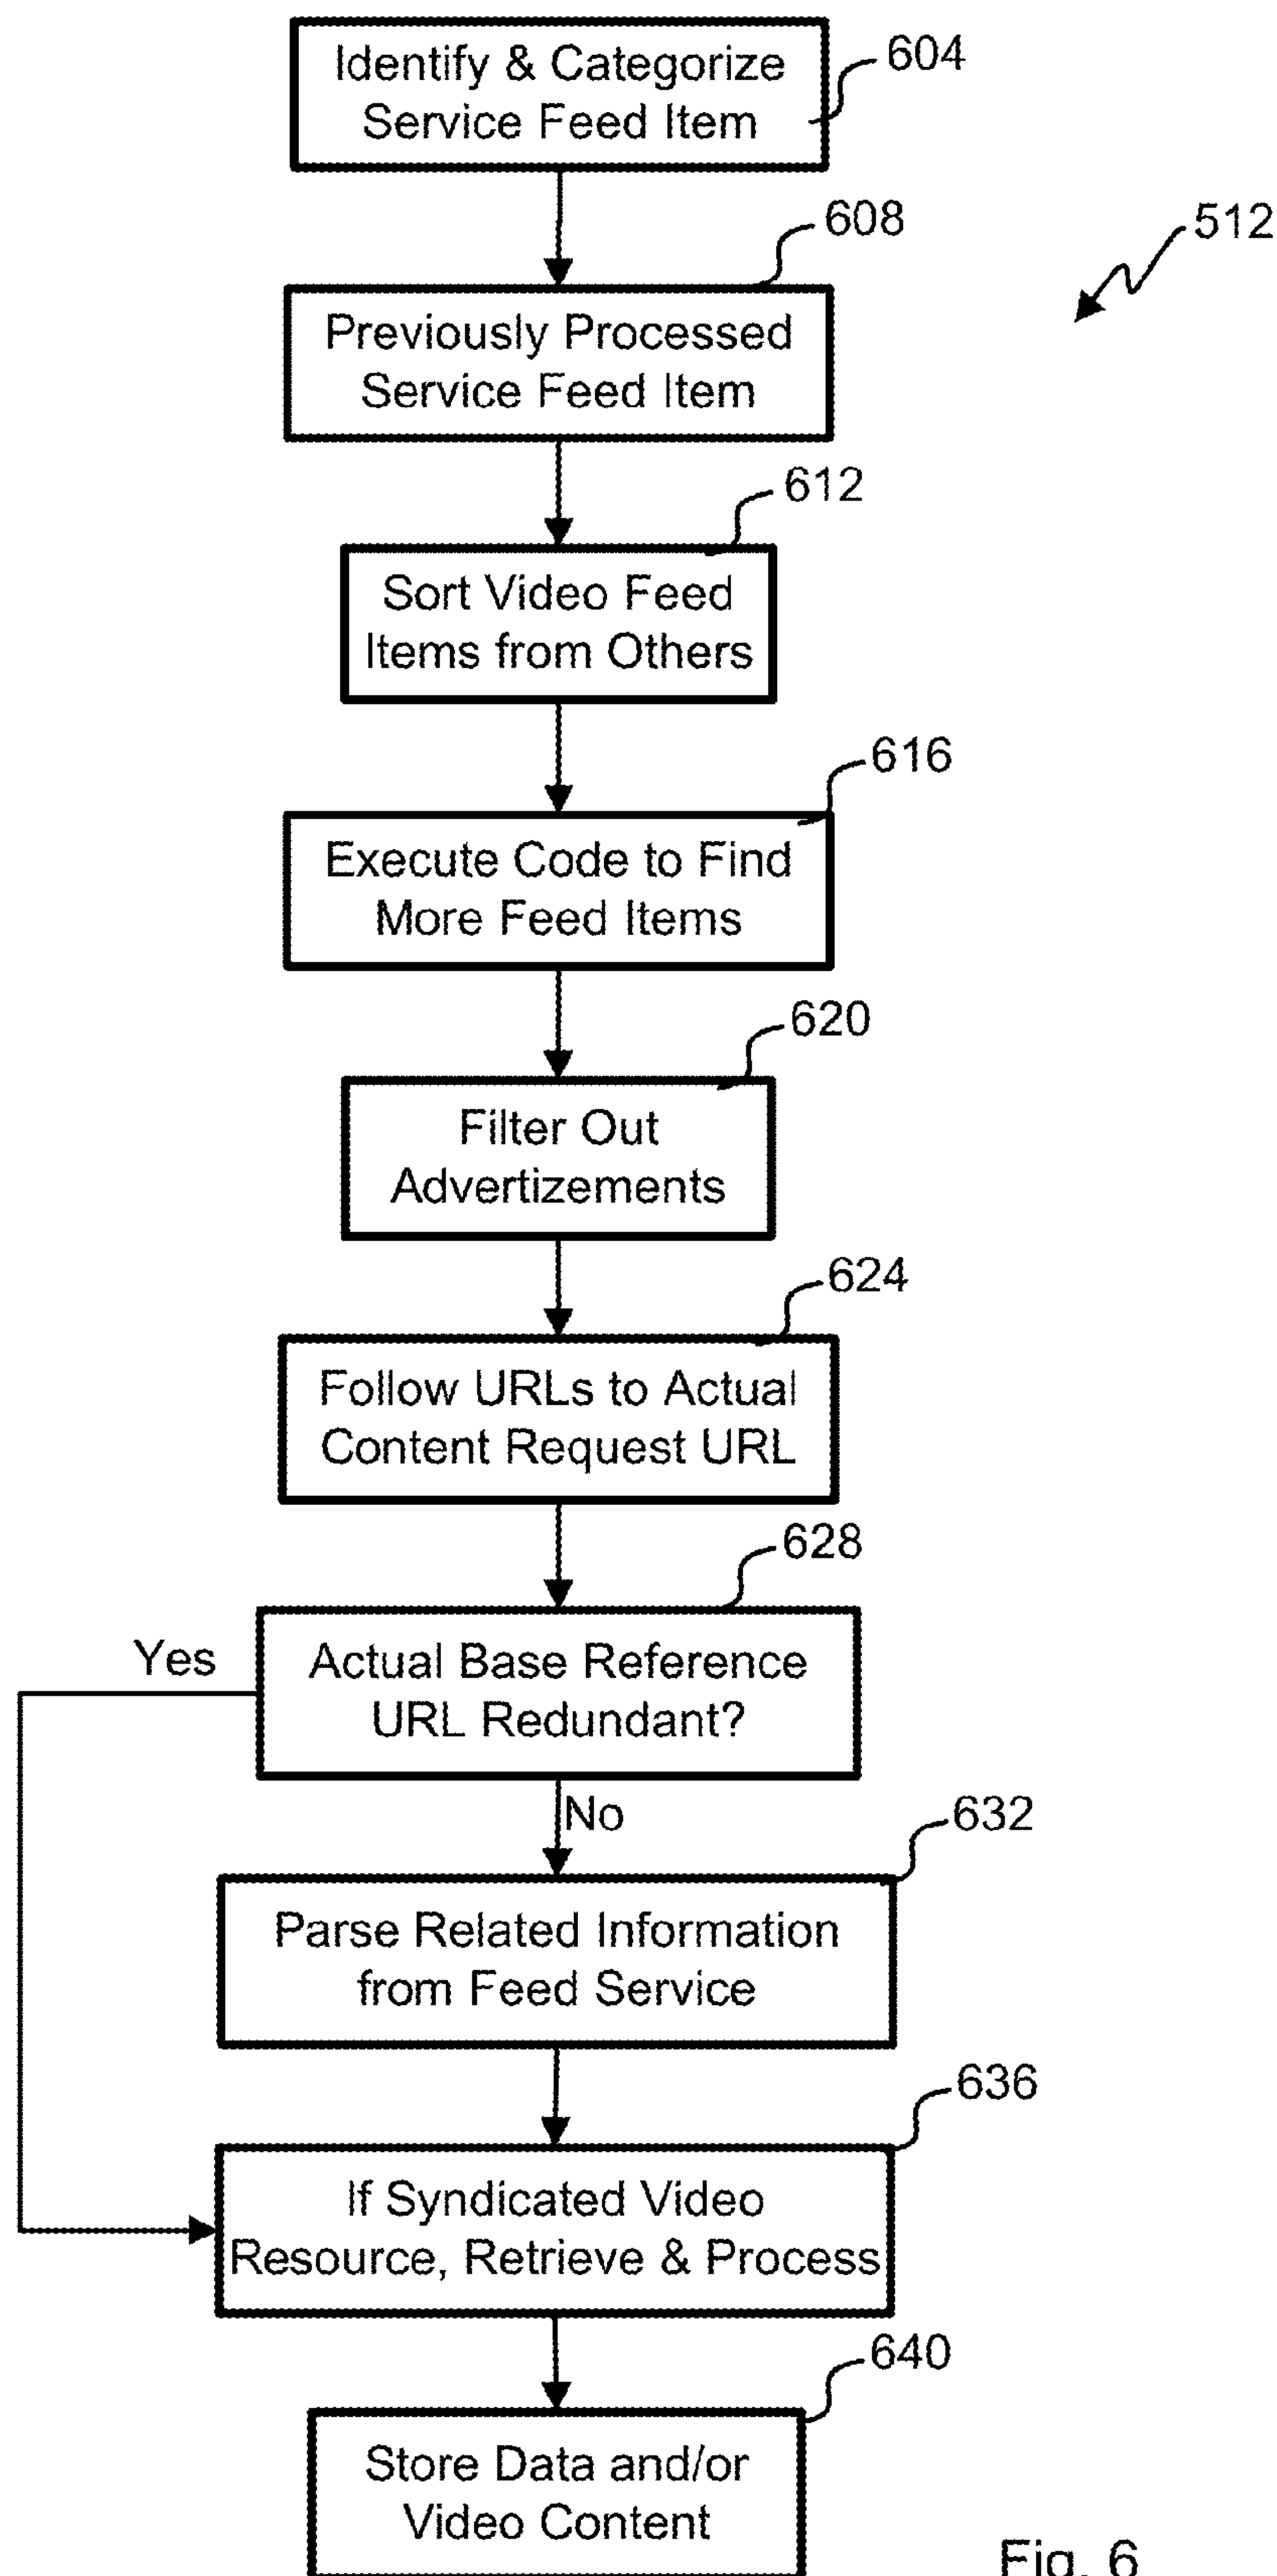 Identify & Categorize
Service Feed Item
604
512
608
Previously Processed
Service Feed Item
612
Sort Video Feed
Items from Others
616
Execute Code to Find
More Feed Items
620
Filter Out
Advertizements
624
Follow URLs to Actual
Content Request URL
628
Actual Base Reference
URL Redundant?
Yes
No
632
Parse Related Information
from Feed Service
636
If Syndicated Video
Resource, Retrieve & Process
640
Store Data and/or
Video Content
Fig. 6